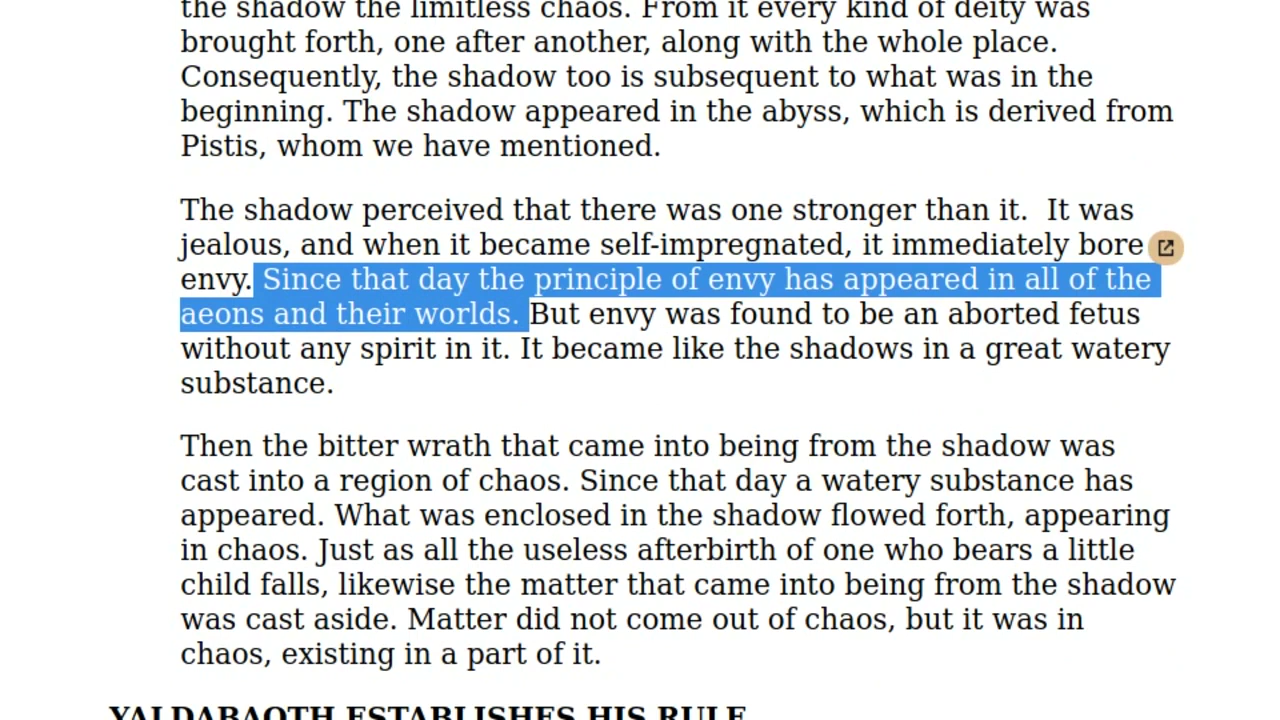 the shadow the limitless chaos. From it every kind of deity was
brought forth, one after another, along with the whole place.
Consequently, the shadow too is subsequent to what was in the
beginning. The shadow appeared in the abyss, which is derived from
Pistis, whom we have mentioned.
The shadow perceived that there was one stronger than it.  It was
jealous, and when it became self-impregnated, it immediately bore
envy. Since that day the principle of envy has appeared in all of the
aeons and their worlds. But envy was found to be an aborted fetus
without any spirit in it. It became like the shadows in a great watery
substance.
Then the bitter wrath that came into being from the shadow was
cast into a region of chaos. Since that day a watery substance has
appeared. What was enclosed in the shadow flowed forth, appearing
in chaos. Just as all the useless afterbirth of one who bears a little
child falls, likewise the matter that came into being from the shadow
was cast aside. Matter did not come out of chaos, but it was in
chaos, existing in a part of it.
YALDABAOTH ESTABLISHES HIS RULE